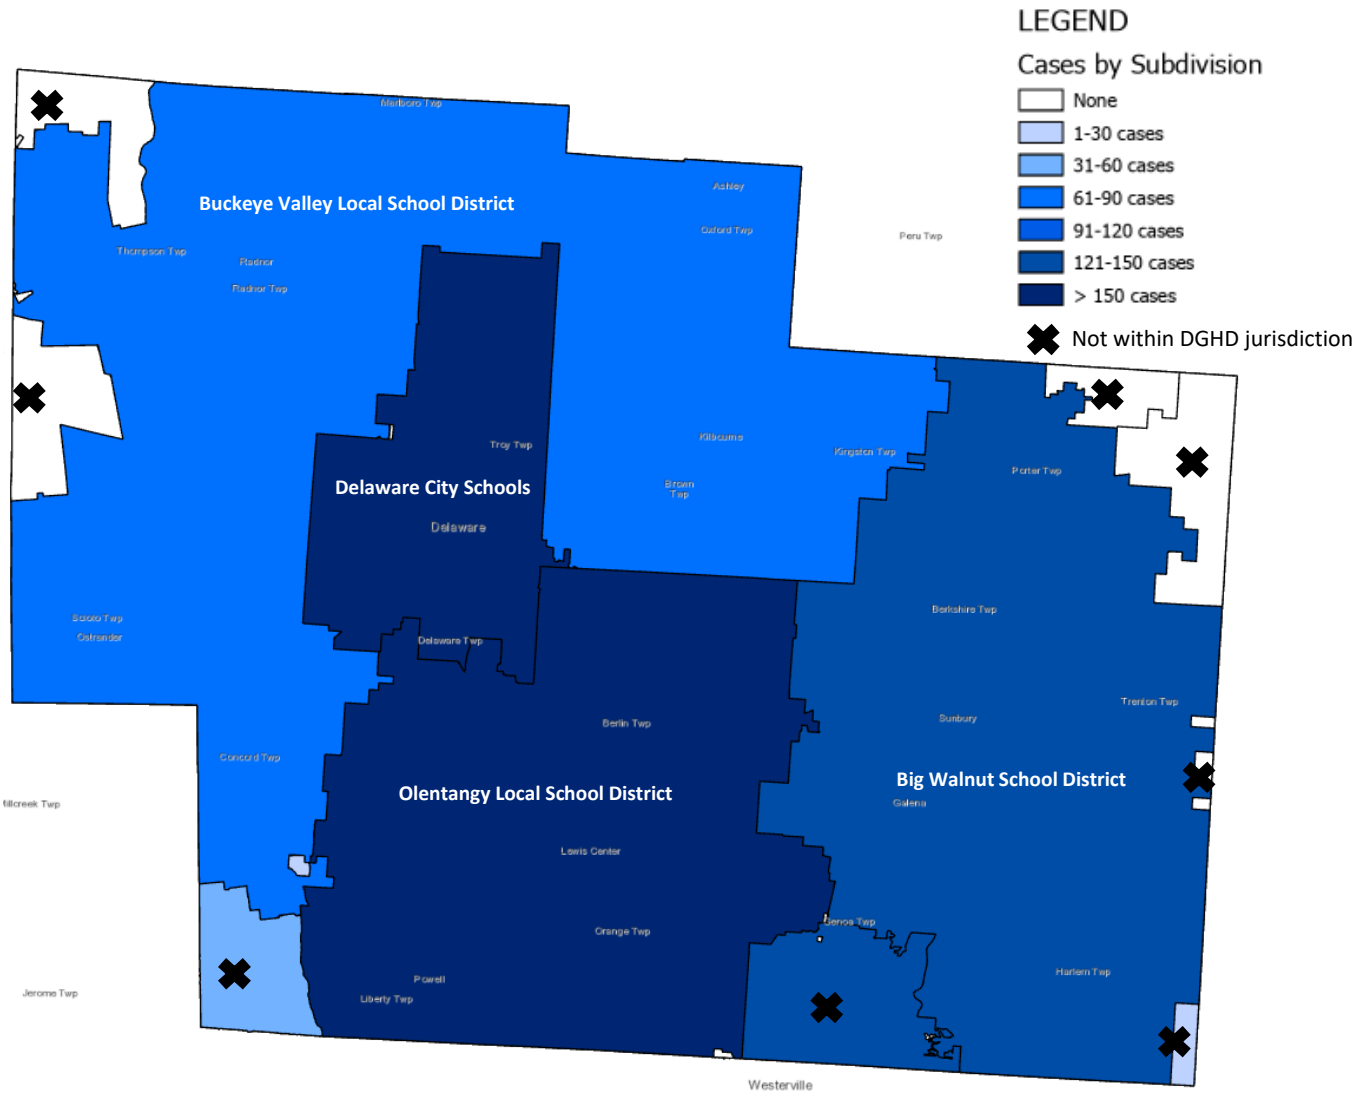 LEGEND
Cases by Subdivision
None
1-30 cases
31-60 cases
61-90 cases
91-120 cases
121-150 cases
> 150 cases
Not within DGHD jurisdiction
Marlboro Twp
Ashley
Buckeye Valley Local School District
Oxford Twp
Peru Twp
Thompson Twp
Radnor
Radnor Twp
Troy Twp
Kilbourne
Kingston Twp
Porter Twp
Delaware City Schools
Brown
Twp
Delaware
Berkshire Twp
Scioto Twp
Ostrander
Delaware Twp
Trenton Twp
Sunbury
Berlin Twp
Concord Twp
Big Walnut School District
Olentangy Local School District
Millcreek Twp
Galena
Lewis Center
Genoa Twp
Orange Twp
Harlem Twp
Powell
Liberty Twp
Jerome Twp
Westerville